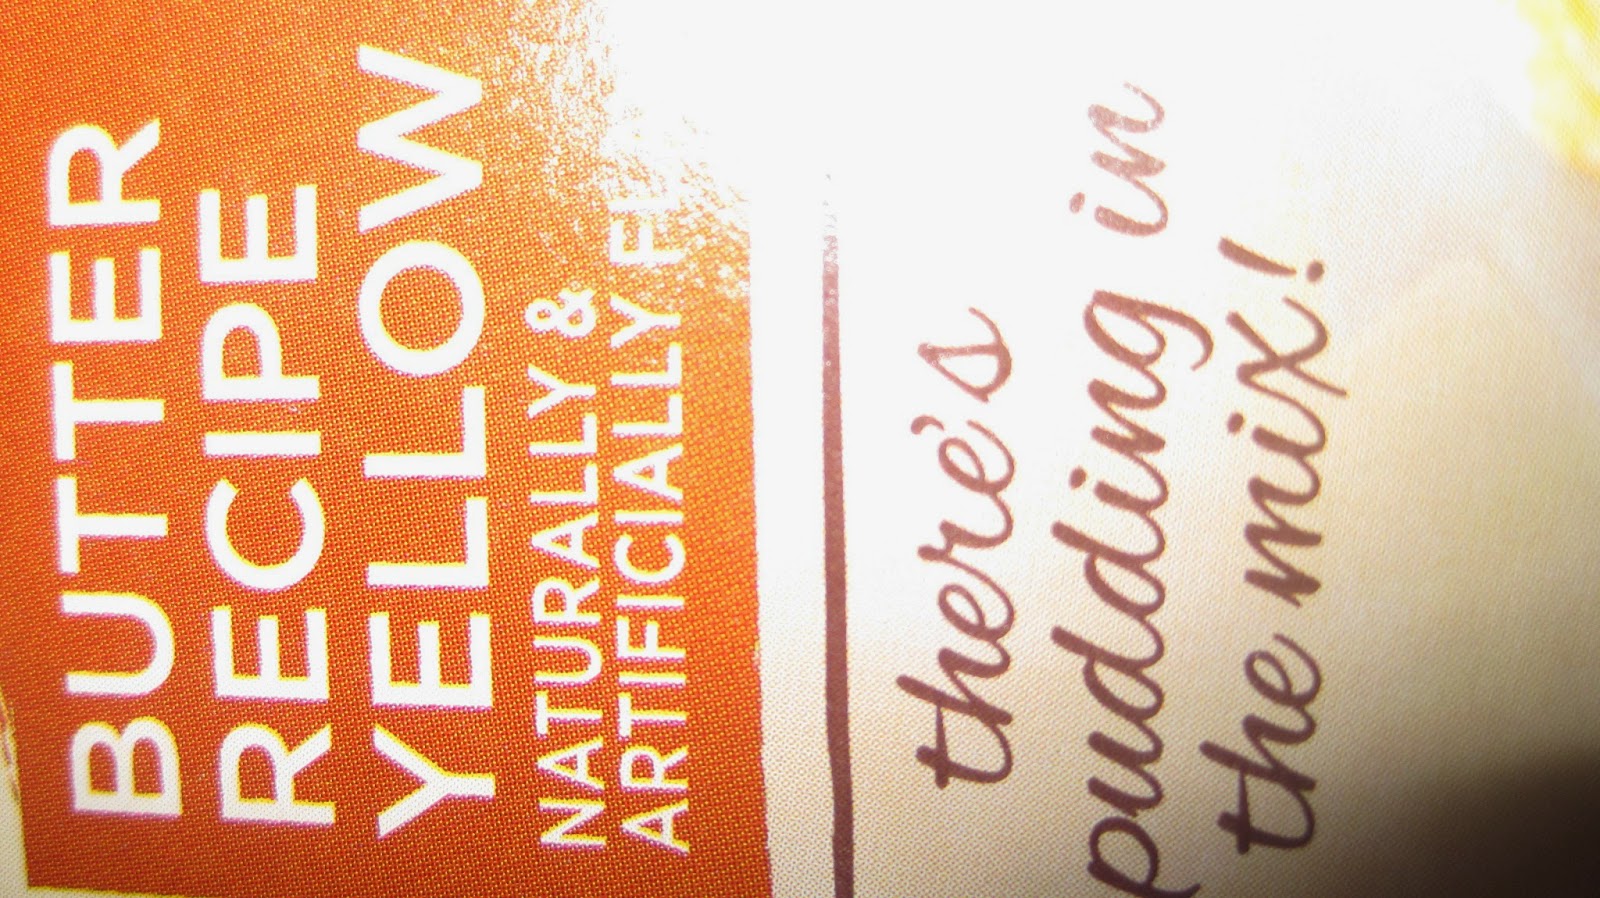 BUTTER
RECIPE
YELLOW
NATURALLY &
ARTIFICIALLY
there's
pudding in
the mix!